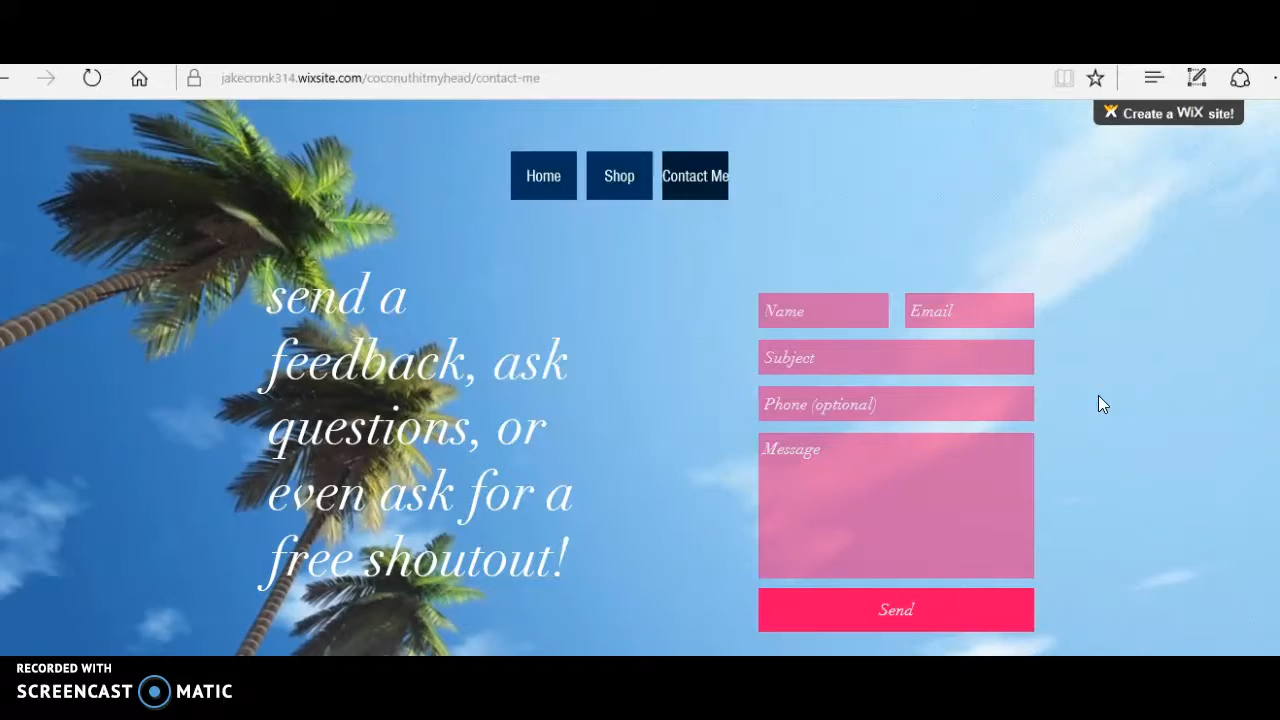 jakecronk314.wixsite.com/coconuthitmyhead/contact-me
Create a WiX site!
Home Shop Contact Me
send a
feedback, ask
questions, or
even ask for a
free shoutout!
Name Email
Subject
Phone (optional)
Message
Send
RECORDED WITH
SCREENCAST MATIC